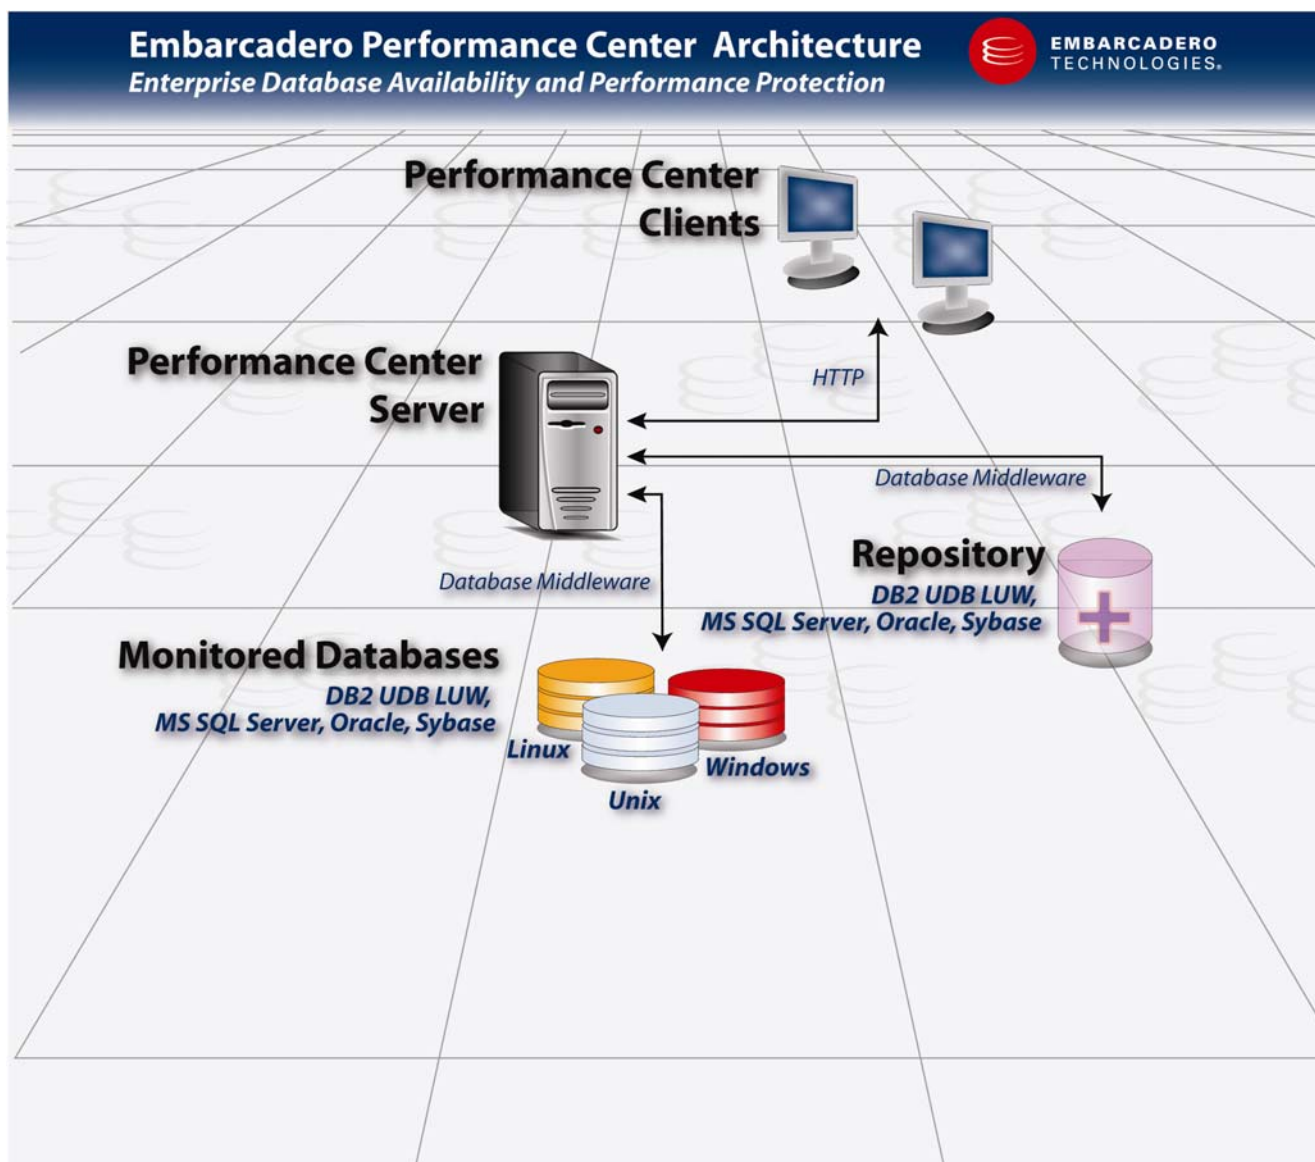 Embarcadero Performance Center Architecture
Enterprise Database Availability and Performance Protection
EMBARCADERO
TECHNOLOGIES®
Performance Center
Clients
Performance Center
Server
HTTP
Database Middleware
Database Middleware
Repository
DB2 UDB LUW,
MS SQL Server, Oracle, Sybase
Monitored Databases
DB2 UDB LUW,
MS SQL Server, Oracle, Sybase
Linux
Windows
Unix